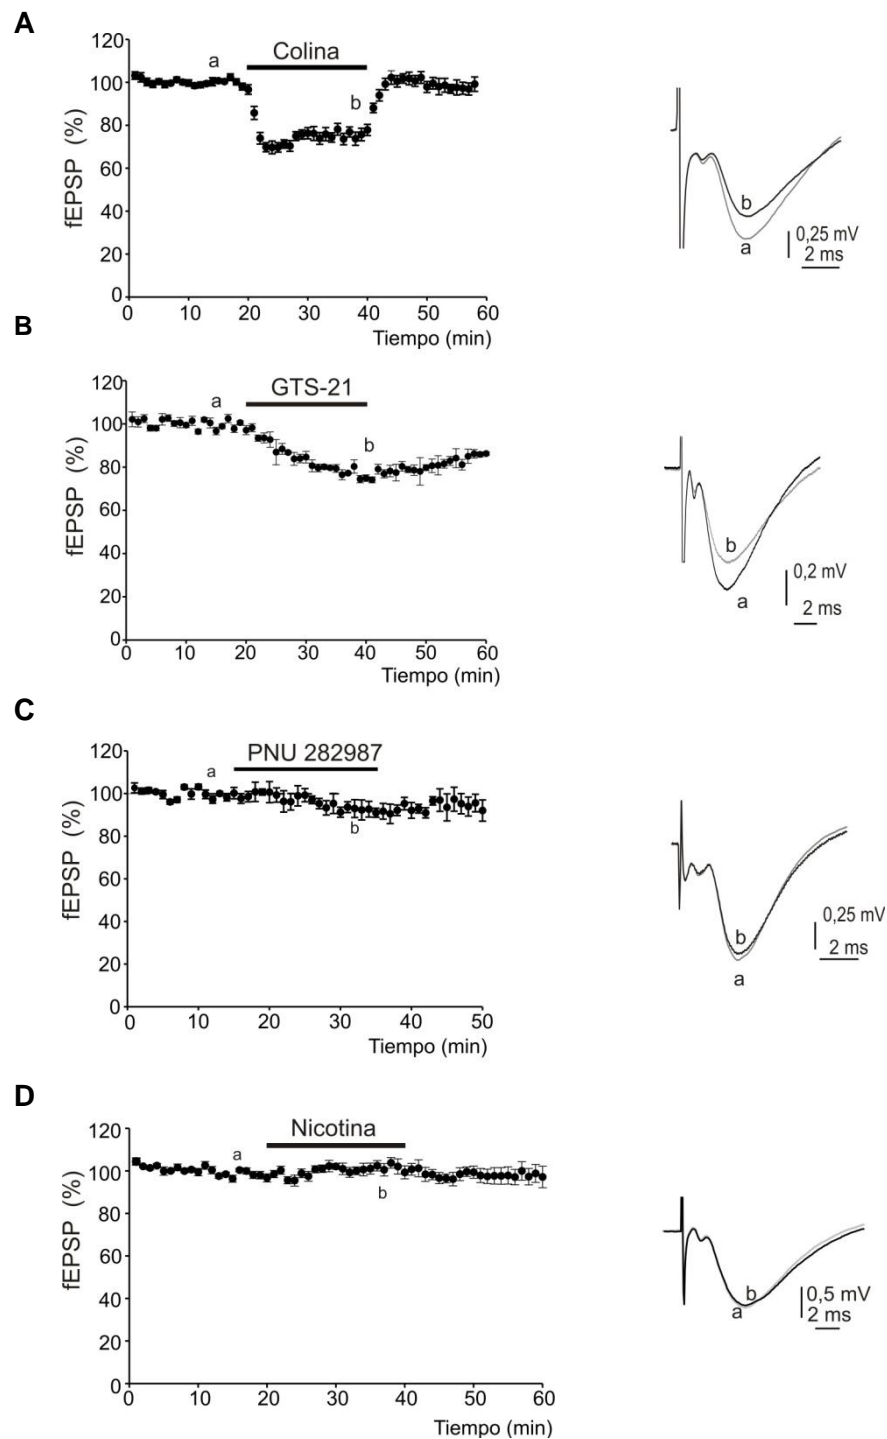 A
120
100
80
60
40
20
0
fEPSP (%)
a
Colina
b
0 10 20 30 40 50 60
Tiempo (min)
b
a
0,25 mV
2 ms
B
120
100
80
60
40
20
0
fEPSP (%)
a
GTS-21
b
0 10 20 30 40 50 60
Tiempo (min)
b
a
0,2 mV
2 ms
C
120
100
80
60
40
20
0
fEPSP (%)
a
PNU 282987
b
0 10 20 30 40 50
Tiempo (min)
b
a
0,25 mV
2 ms
D
120
100
80
60
40
20
0
fEPSP (%)
a
Nicotina
b
0 10 20 30 40 50 60
Tiempo (min)
b
a
0,5 mV
2 ms